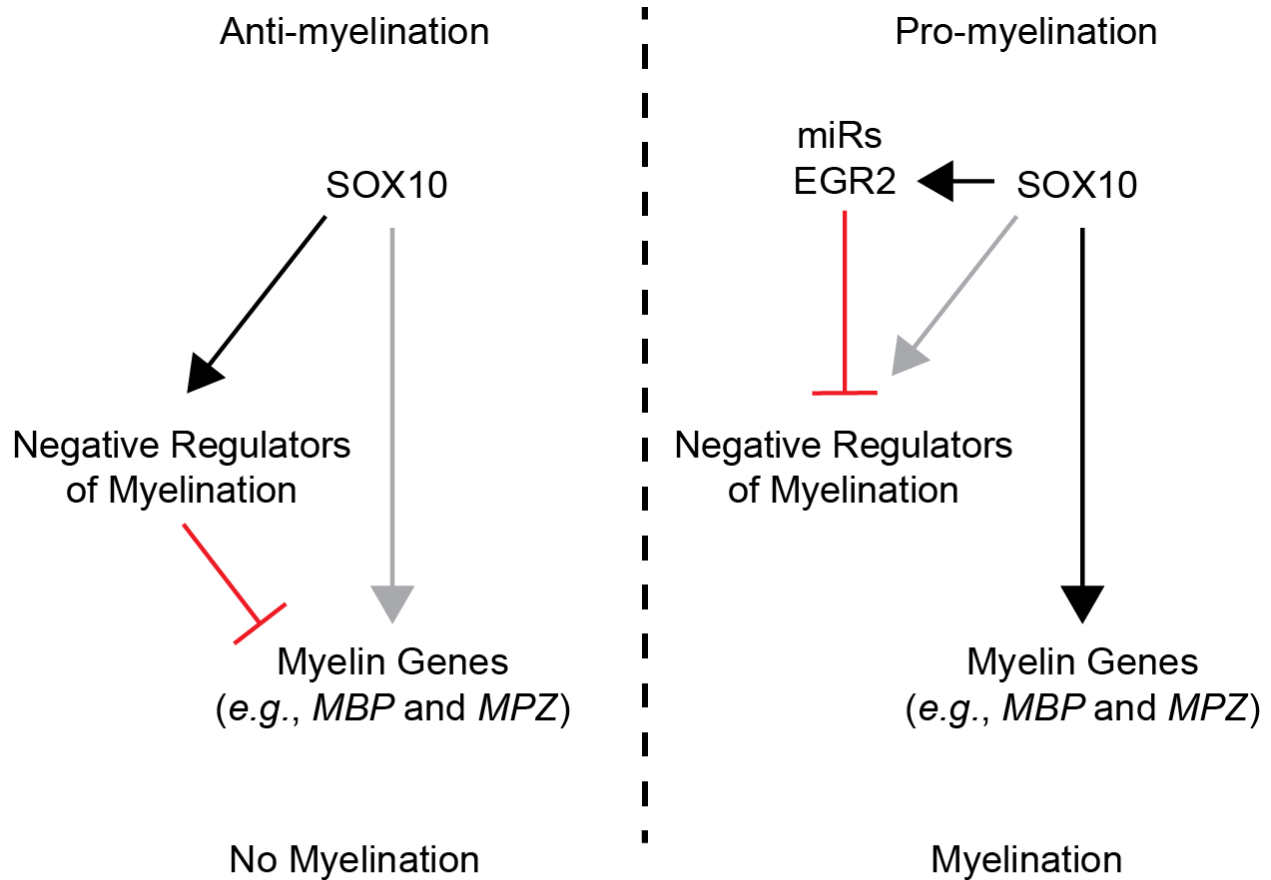 Anti-myelination
SOX10
Negative Regulators
of Myelination
Myelin Genes
(e.g., MBP and MPZ)
No Myelination
Pro-myelination
miRs
EGR2
SOX10
Negative Regulators
of Myelination
Myelin Genes
(e.g., MBP and MPZ)
Myelination